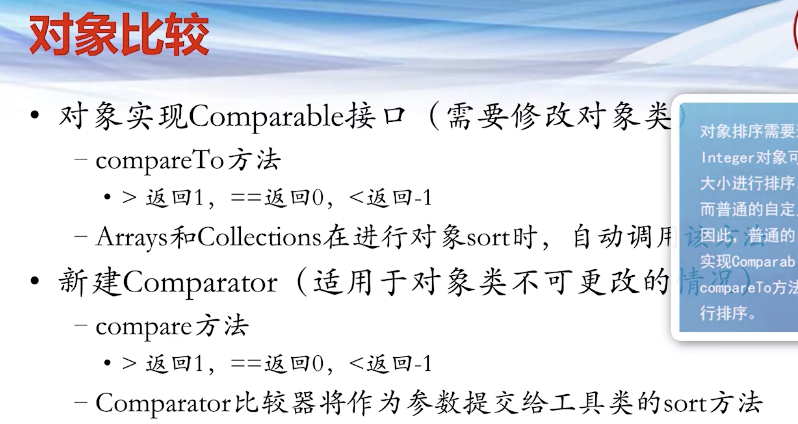 对象比较
• 对象实现Comparable接口（需要修改对象类）
– compareTo方法
• > 返回1，==返回0，<返回-1
– Arrays和Collections在进行对象sort时，自动调用该方法
• 新建Comparator（适用于对象类不可更改的情况）
– compare方法
• > 返回1，==返回0，<返回-1
– Comparator比较器将作为参数提交给工具类的sort方法
对象排序需要
Integer对象可
大小进行排序
而普通的自定
因此，普通的
实现Comparab
compareTo方法
行排序。